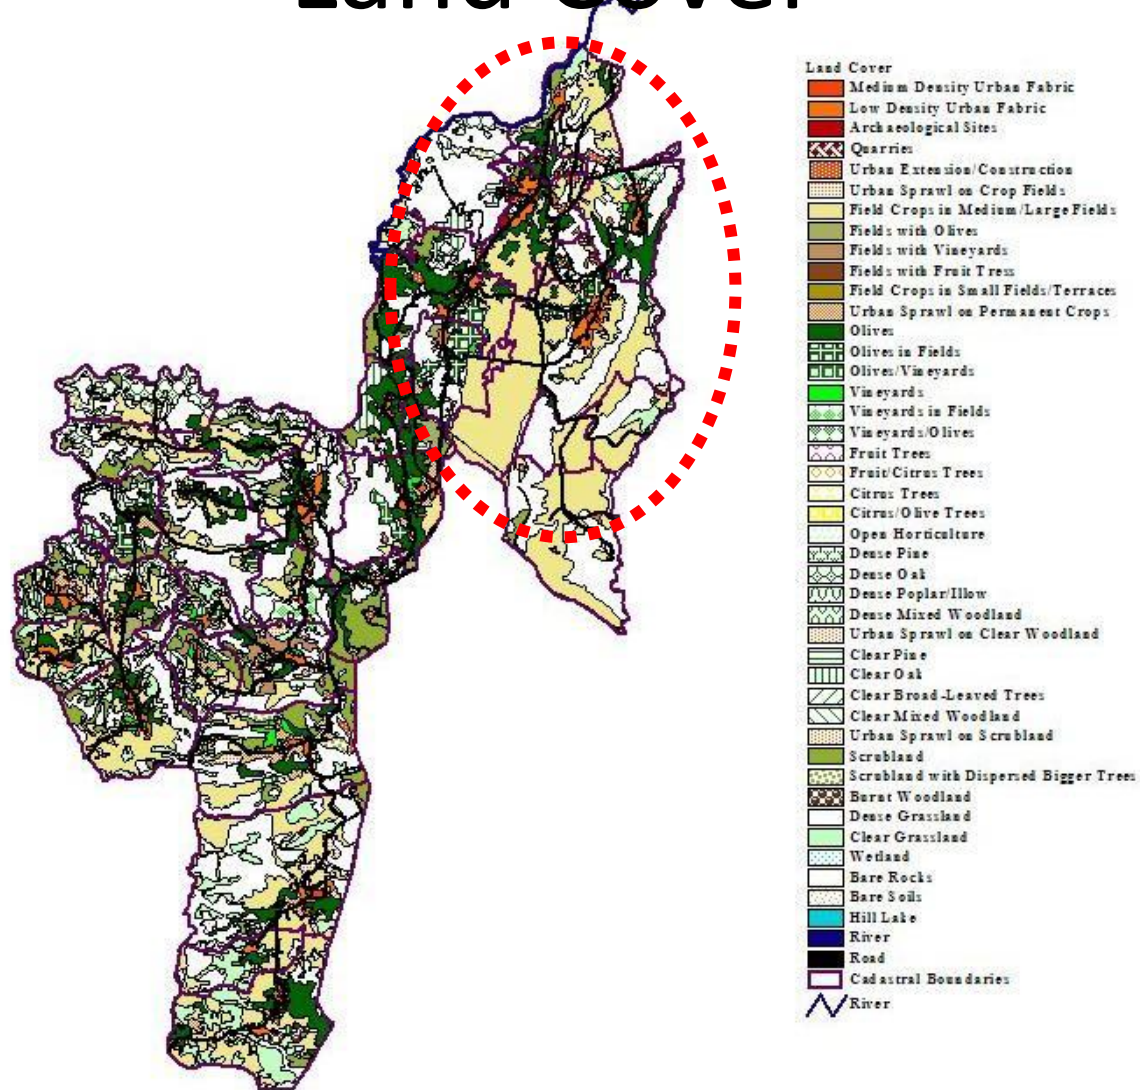 Land Cover
Land Cover
Medium Density Urban Fabric
Low Density Urban Fabric
Archaeological Sites
Quarries
Urban Extension/Construction
Urban Sprawl on Crop Fields
Field Crops in Medium/Large Fields
Fields with Olives
Fields with Vineyards
Fields with Fruit Tress
Field Crops in Small Fields/Terraces
Urban Sprawl on Permanent Crops
Olives
Olives in Fields
Olives/Vineyards
Vineyards
Vineyards in Fields
Vineyards/Olives
Fruit Trees
Fruit/Citrus Trees
Citrus Trees
Citrus/Olive Trees
Open Horticulture
Dense Pine
Dense Oak
Dense Poplar/Illow
Dense Mixed Woodland
Urban Sprawl on Clear Woodland
Clear Pine
Clear Oak
Clear Broad-Leaved Trees
Clear Mixed Woodland
Urban Sprawl on Scrubland
Scrubland
Scrubland with Dispersed Bigger Trees
Burnt Woodland
Dense Grassland
Clear Grassland
Wetland
Bare Rocks
Bare Soils
Hill Lake
River
Road
Cadastral Boundaries
River